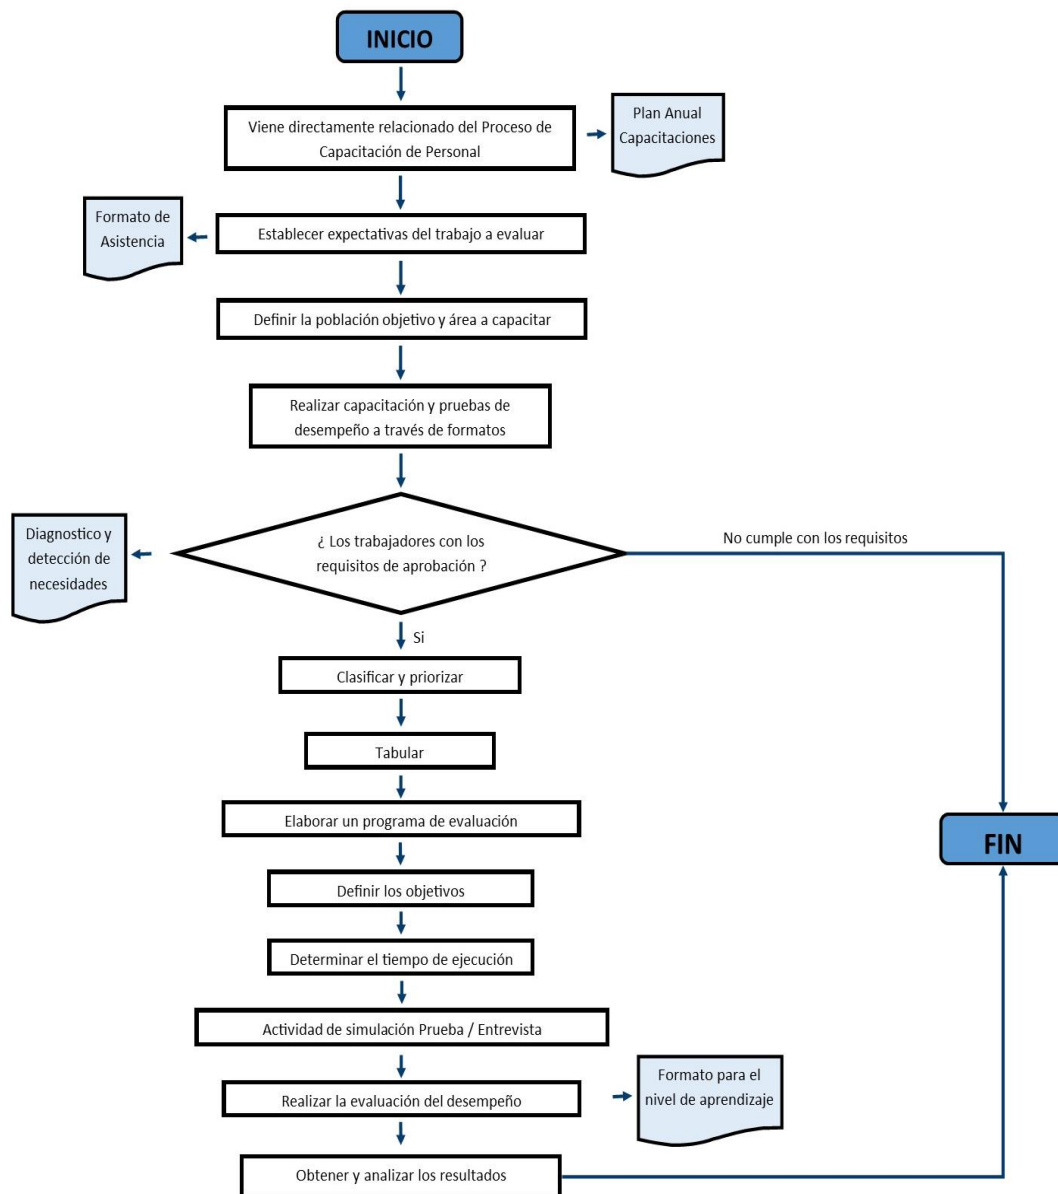 INICIO
Viene directamente relacionado del Proceso de
Capacitación de Personal
Plan Anual
Capacitaciones
Formato de
Asistencia
Establecer expectativas del trabajo a evaluar
Definir la población objetivo y área a capacitar
Realizar capacitación y pruebas de
desempeño a través de formatos
Diagnostico y
detección de
necesidades
¿ Los trabajadores con los
requisitos de aprobación ?
No cumple con los requisitos
Si
Clasificar y priorizar
Tabular
Elaborar un programa de evaluación
FIN
Definir los objetivos
Determinar el tiempo de ejecución
Actividad de simulación Prueba / Entrevista
Realizar la evaluación del desempeño
Formato para el
nivel de aprendizaje
Obtener y analizar los resultados